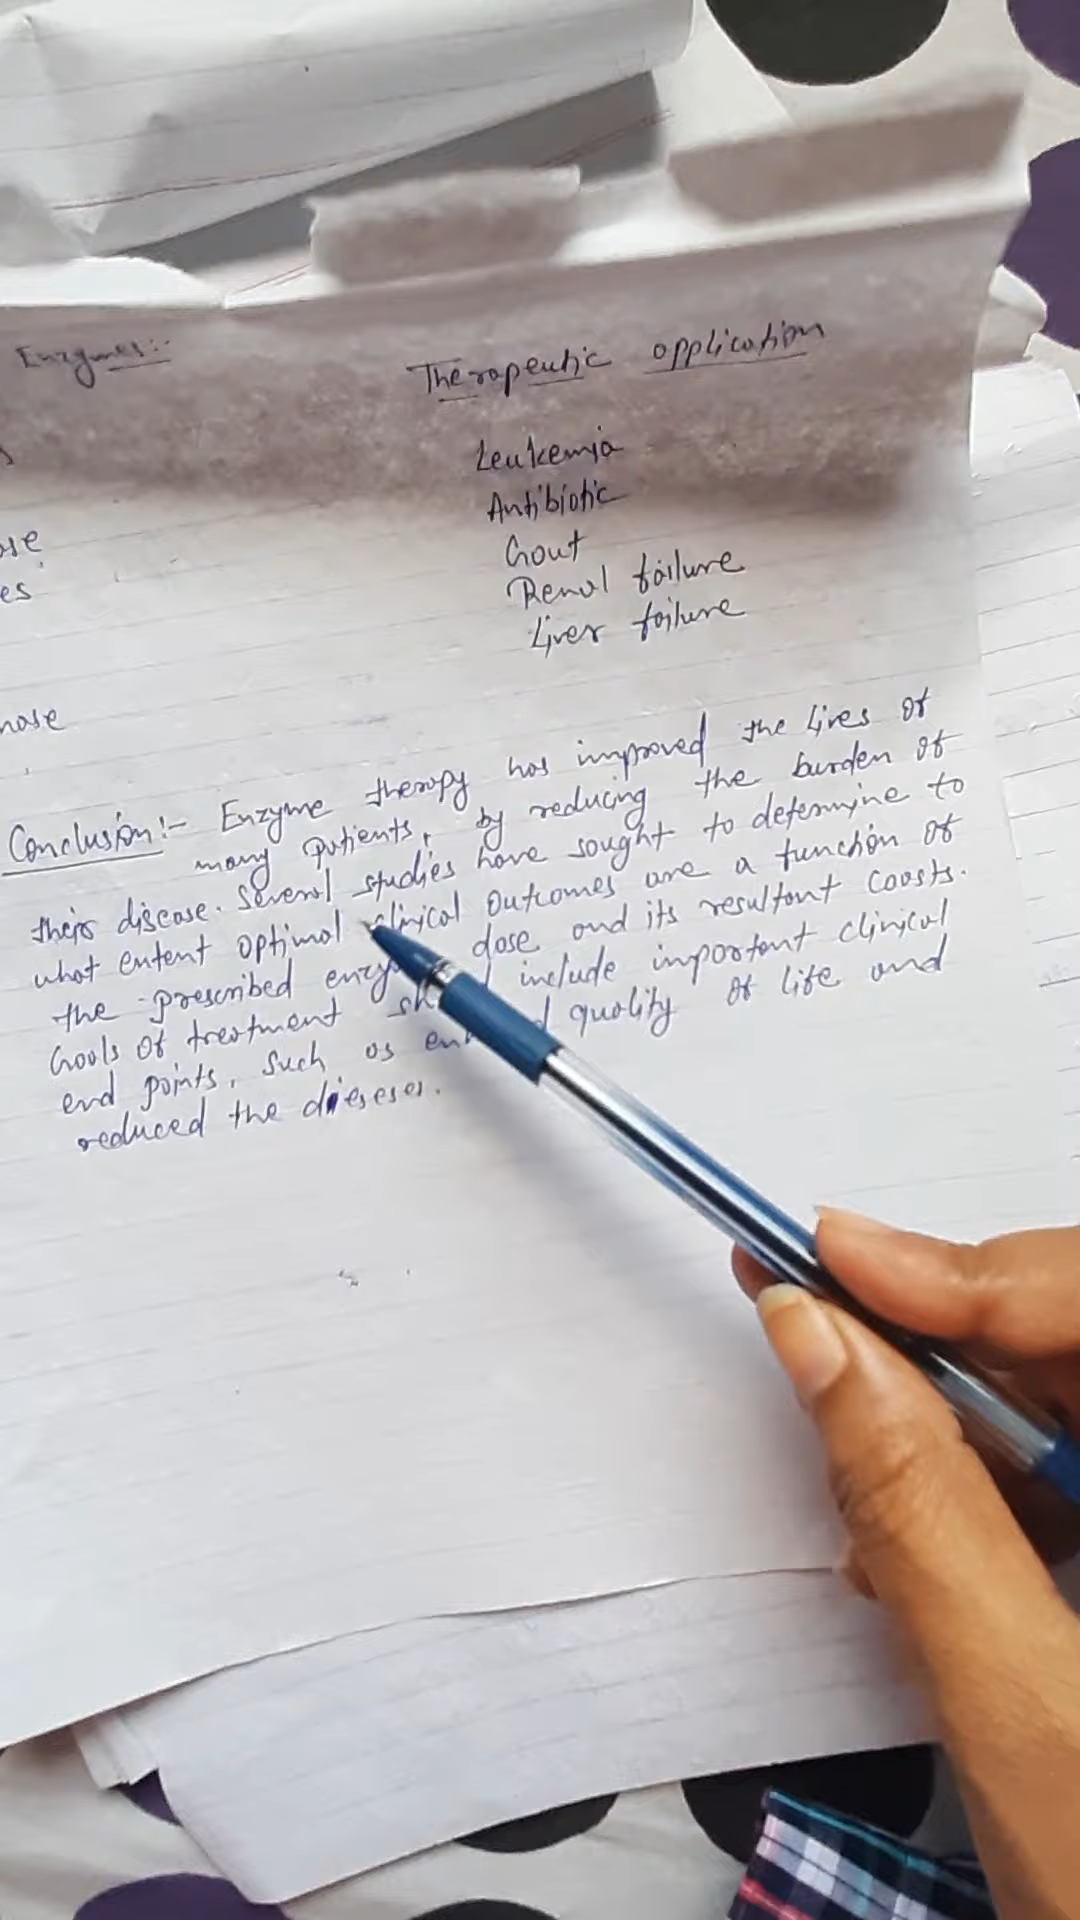 Enzymes:-
Therapeutic application
Leukemia
Antibiotic
Gout
Renal failure
Liver failure
Conclusion:- Enzyme therapy has improved the lives of
many patients, by reducing the burden of
their disease. Several studies have sought to determine to
what entent optimal clinical outcomes are a function of
the prescribed dose and its resultant coasts.
Goals of treatment include important clinical
end points, such as quality of life and
reduced the dieseses.